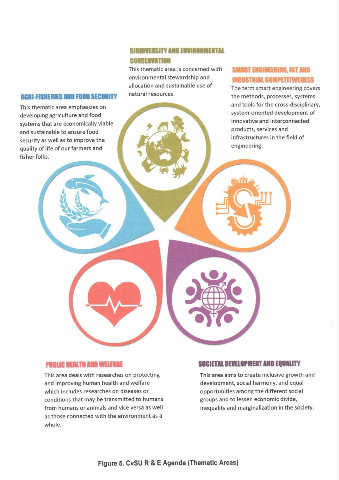 BIODIVERSITY AND ENVIRONMENTAL
CONSERVATION
This thematic area is concerned with
environmental stewardship and
allocation and sustainable use of
natural resources.
SMART ENGINEERING, ICT AND
INDUSTRIAL COMPETITIVENESS
The term smart engineering covers
the methods, processes, systems
and tools for the cross-disciplinary,
system-oriented development of
innovative and interconnected
products, services and
infrastructures in the field of
engineering.
AGRI-FISHERIES AND FOOD SECURITY
This thematic area emphasizes on
developing agriculture and food
systems that are economically viable
and sustainable to ensure food
security as well as to improve the
quality of life of our farmers and
fisher folks.
PUBLIC HEALTH AND WELFARE
This area deals with researches on protecting
and improving human health and welfare
which includes researches on diseases or
conditions that may be transmitted to humans
from humans or animals and vice versa as well
as those connected with the environment as a
whole.
SOCIETAL DEVELOPMENT AND EQUALITY
This area aims to create inclusive growth and
development, social harmony, and equal
opportunities among the different social
groups and to lessen economic divide,
inequality and marginalization in the society.
Figure 6. CvSU R & E Agenda (Thematic Areas)